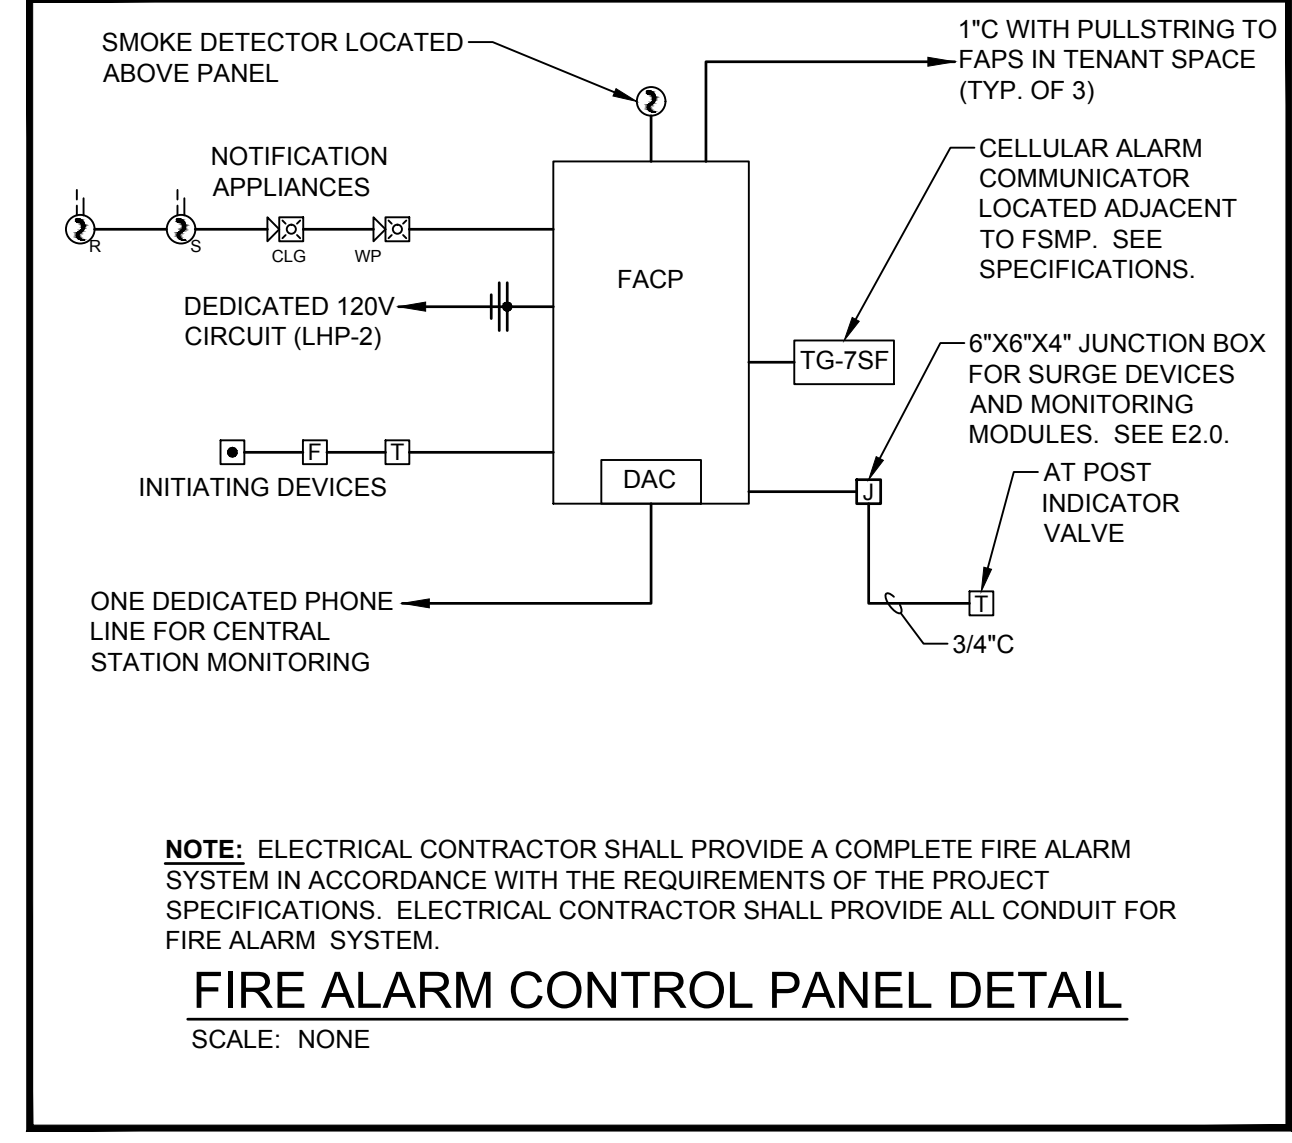 SMOKE DETECTOR LOCATED
ABOVE PANEL
1"C WITH PULLSTRING TO
FAPS IN TENANT SPACE
(TYP. OF 3)
NOTIFICATION
APPLIANCES
R
S
CLG
WP
CELLULAR ALARM
COMMUNICATOR
LOCATED ADJACENT
TO FSMP. SEE
SPECIFICATIONS.
FACP
DEDICATED 120V
CIRCUIT (LHP-2)
TG-7SF
6"X6"X4" JUNCTION BOX
FOR SURGE DEVICES
AND MONITORING
MODULES. SEE E2.0.
F
T
INITIATING DEVICES
DAC
J
AT POST
INDICATOR
VALVE
T
3/4"C
ONE DEDICATED PHONE
LINE FOR CENTRAL
STATION MONITORING
NOTE: ELECTRICAL CONTRACTOR SHALL PROVIDE A COMPLETE FIRE ALARM
SYSTEM IN ACCORDANCE WITH THE REQUIREMENTS OF THE PROJECT
SPECIFICATIONS. ELECTRICAL CONTRACTOR SHALL PROVIDE ALL CONDUIT FOR
FIRE ALARM SYSTEM.
FIRE ALARM CONTROL PANEL DETAIL
SCALE: NONE